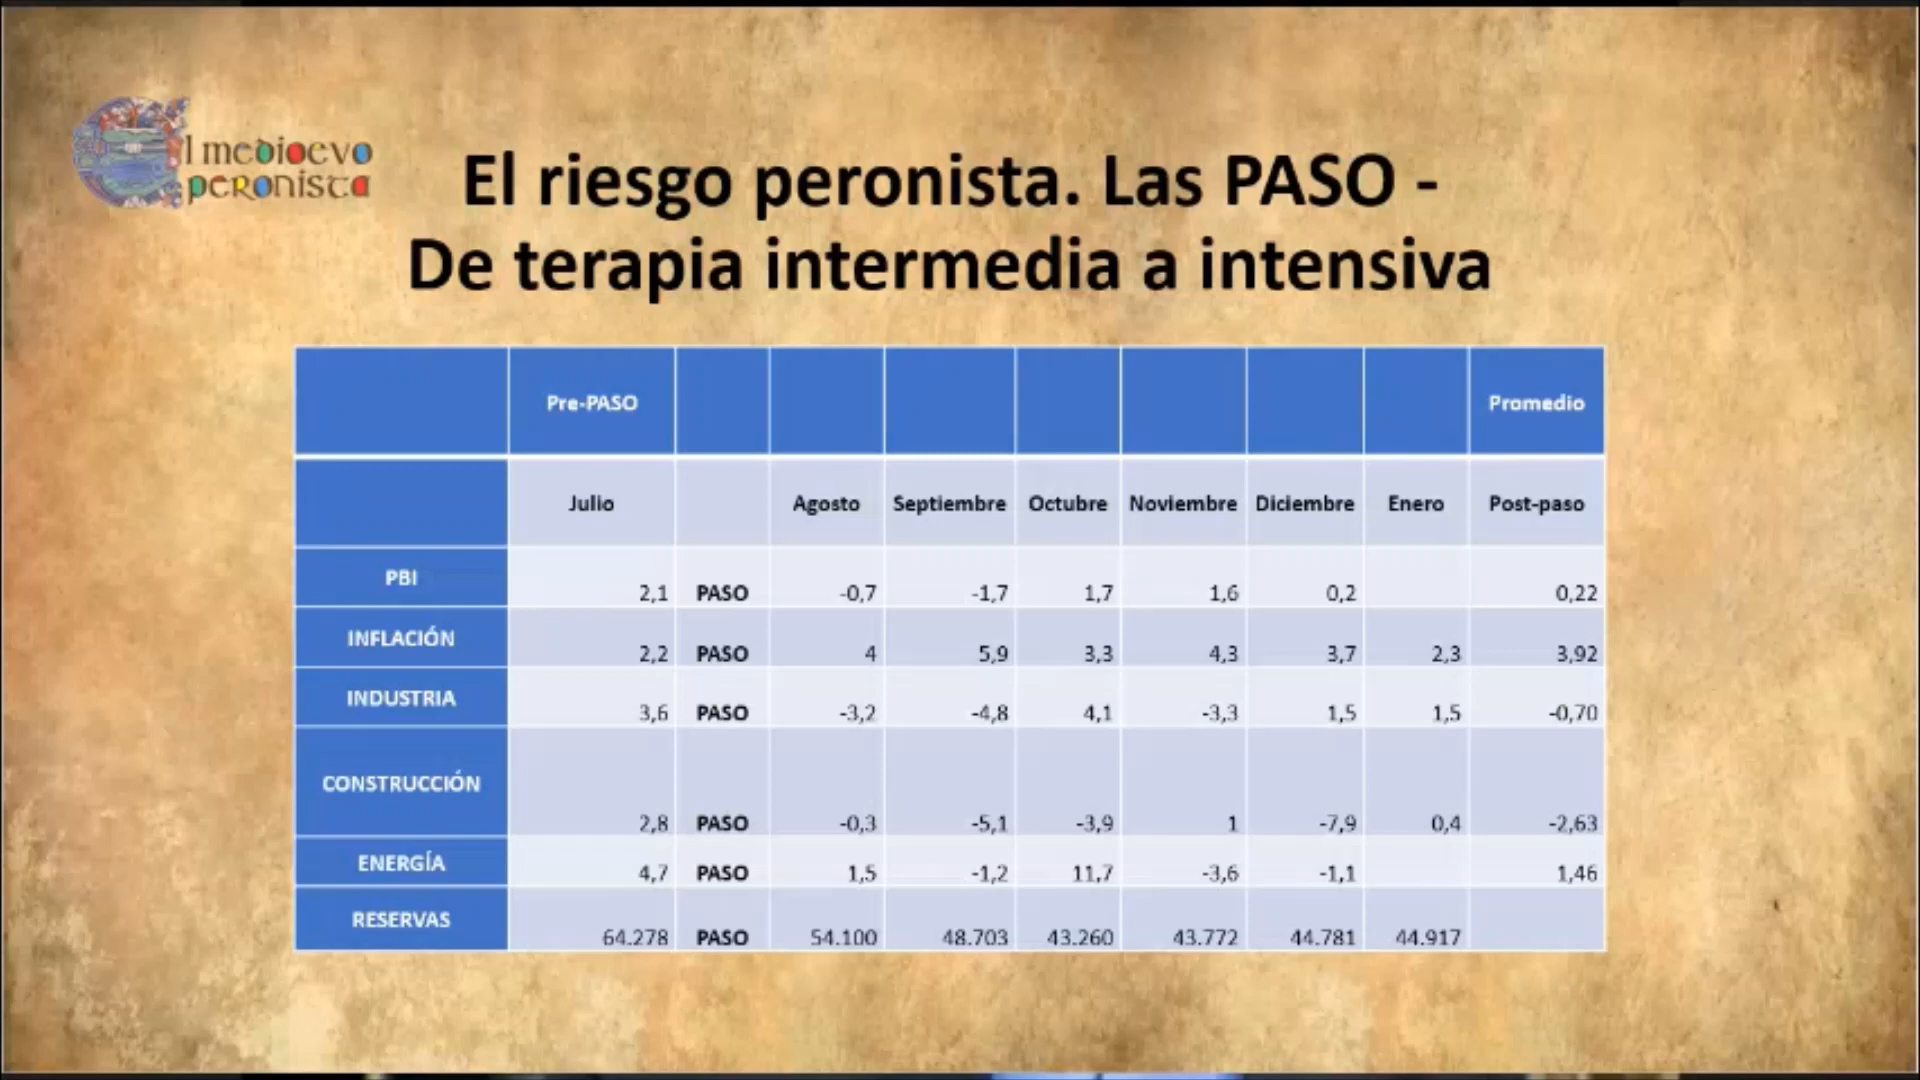 El medioevo
peronista
El riesgo peronista. Las PASO -
De terapia intermedia a intensiva
Pre-PASO Promedio
Julio Agosto Septiembre Octubre Noviembre Diciembre Enero Post-paso
PBI 2,1 PASO -0,7 -1,7 1,7 1,6 0,2 0,22
INFLACIÓN 2,2 PASO 4 5,9 3,3 4,3 3,7 2,3 3,92
INDUSTRIA 3,6 PASO -3,2 -4,8 4,1 -3,3 1,5 1,5 -0,70
CONSTRUCCIÓN 2,8 PASO -0,3 -5,1 -3,9 1 -7,9 0,4 -2,63
ENERGÍA 4,7 PASO 1,5 -1,2 11,7 -3,6 -1,1 1,46
RESERVAS 64.278 PASO 54.100 48.703 43.260 43.772 44.781 44.917